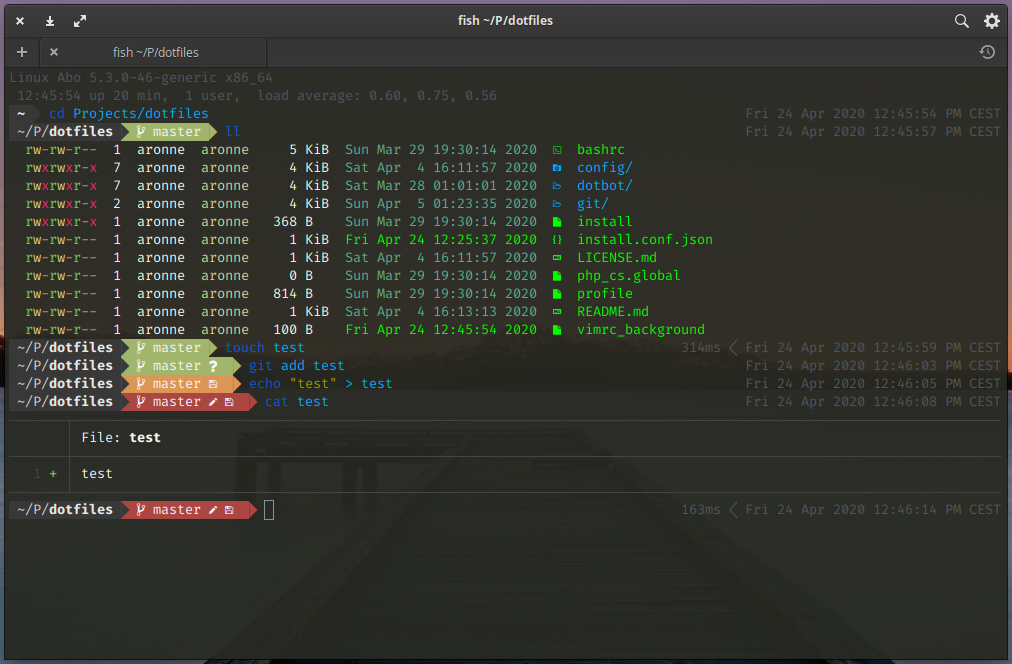 fish ~/P/dotfiles
fish ~/P/dotfiles
Linux Abo 5.3.0-46-generic x86_64
12:45:54 up 20 min,  1 user,  load average: 0.60, 0.75, 0.56
~ cd Projects/dotfiles Fri 24 Apr 2020 12:45:54 PM CEST
~/P/dotfiles master ll Fri 24 Apr 2020 12:45:57 PM CEST
rw-rw-r-- 1 aronne aronne 5 KiB Sun Mar 29 19:30:14 2020 bashrc
rwxrwxr-x 7 aronne aronne 4 KiB Sat Apr 4 16:11:57 2020 config/
rwxrwxr-x 7 aronne aronne 4 KiB Sat Mar 28 01:01:01 2020 dotbot/
rwxrwxr-x 2 aronne aronne 4 KiB Sun Apr 5 01:23:35 2020 git/
rwxrwxr-x 1 aronne aronne 368 B Sun Mar 29 19:30:14 2020 install
rw-rw-r-- 1 aronne aronne 1 KiB Fri Apr 24 12:25:37 2020 {} install.conf.json
rw-rw-r-- 1 aronne aronne 1 KiB Sat Apr 4 16:11:57 2020 LICENSE.md
rw-rw-r-- 1 aronne aronne 0 B Sun Mar 29 19:30:14 2020 php_cs.global
rw-rw-r-- 1 aronne aronne 814 B Sun Mar 29 19:30:14 2020 profile
rw-rw-r-- 1 aronne aronne 1 KiB Sat Apr 4 16:13:13 2020 README.md
rw-rw-r-- 1 aronne aronne 100 B Fri Apr 24 12:45:54 2020 vimrc_background
~/P/dotfiles master touch test 314ms Fri 24 Apr 2020 12:45:59 PM CEST
~/P/dotfiles master ? git add test Fri 24 Apr 2020 12:46:03 PM CEST
~/P/dotfiles master echo "test" > test Fri 24 Apr 2020 12:46:05 PM CEST
~/P/dotfiles master cat test Fri 24 Apr 2020 12:46:08 PM CEST
File: test
1 + test
~/P/dotfiles master 163ms Fri 24 Apr 2020 12:46:14 PM CEST